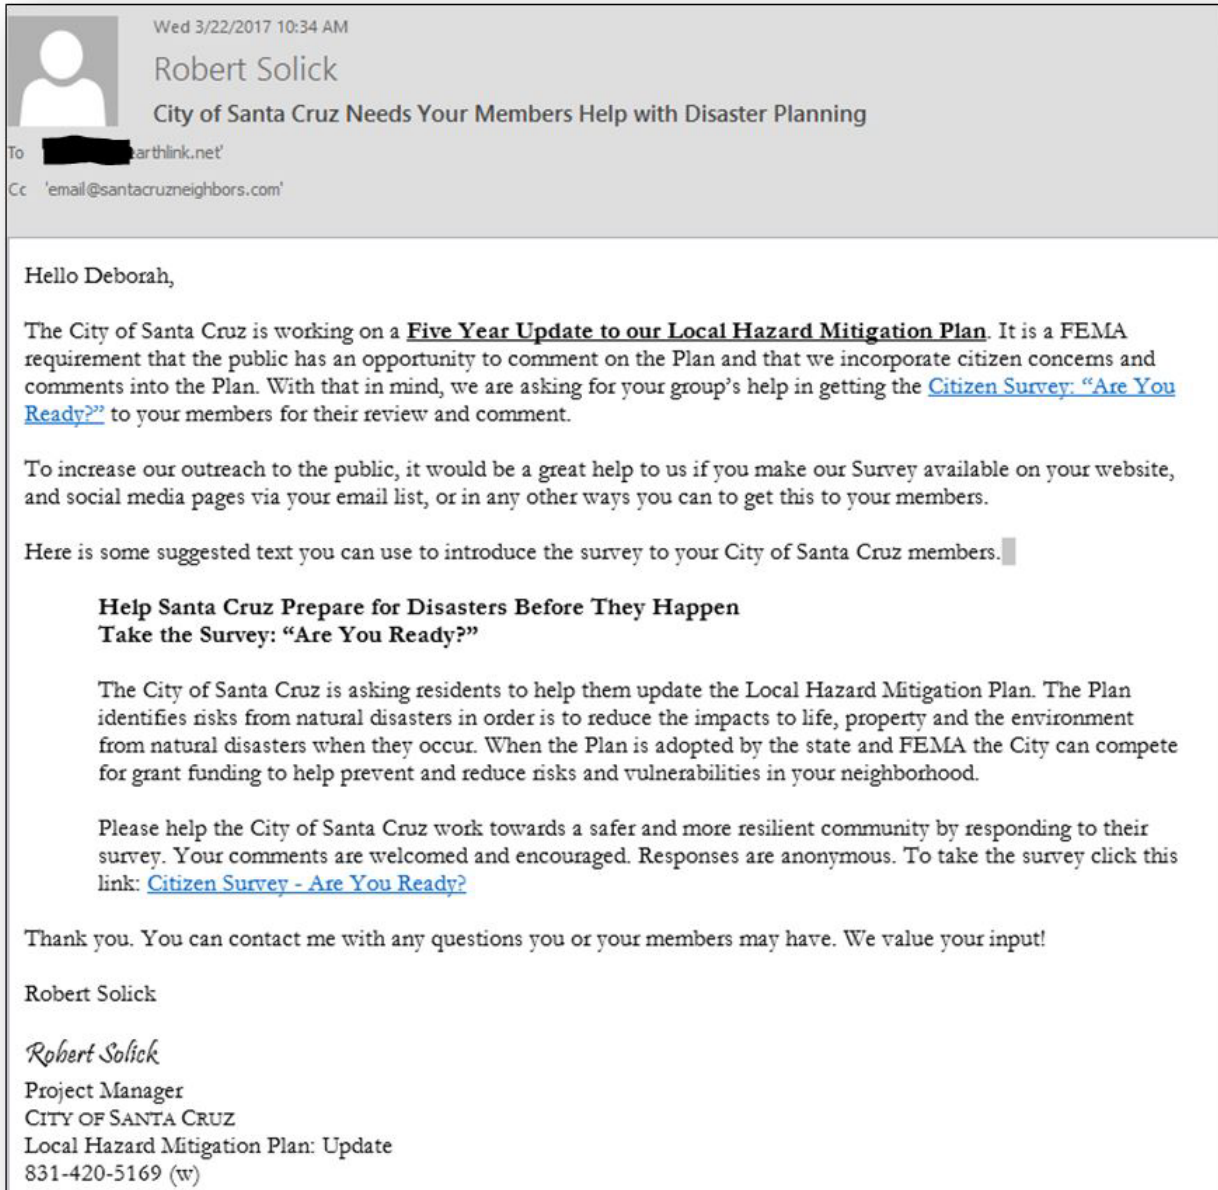 Wed 3/22/2017 10:34 AM
Robert Solick
City of Santa Cruz Needs Your Members Help with Disaster Planning
To earthlink.net'
Cc 'email@santacruzneighbors.com'
Hello Deborah,
The City of Santa Cruz is working on a Five Year Update to our Local Hazard Mitigation Plan. It is a FEMA
requirement that the public has an opportunity to comment on the Plan and that we incorporate citizen concerns and
comments into the Plan. With that in mind, we are asking for your group's help in getting the Citizen Survey: "Are You
Ready?" to your members for their review and comment.
To increase our outreach to the public, it would be a great help to us if you make our Survey available on your website,
and social media pages via your email list, or in any other ways you can to get this to your members.
Here is some suggested text you can use to introduce the survey to your City of Santa Cruz members.
Help Santa Cruz Prepare for Disasters Before They Happen
Take the Survey: "Are You Ready?"
The City of Santa Cruz is asking residents to help them update the Local Hazard Mitigation Plan. The Plan
identifies risks from natural disasters in order is to reduce the impacts to life, property and the environment
from natural disasters when they occur. When the Plan is adopted by the state and FEMA the City can compete
for grant funding to help prevent and reduce risks and vulnerabilities in your neighborhood.
Please help the City of Santa Cruz work towards a safer and more resilient community by responding to their
survey. Your comments are welcomed and encouraged. Responses are anonymous. To take the survey click this
link: Citizen Survey - Are You Ready?
Thank you. You can contact me with any questions you or your members may have. We value your input!
Robert Solick
Robert Solick
Project Manager
CITY OF SANTA CRUZ
Local Hazard Mitigation Plan: Update
831-420-5169 (w)